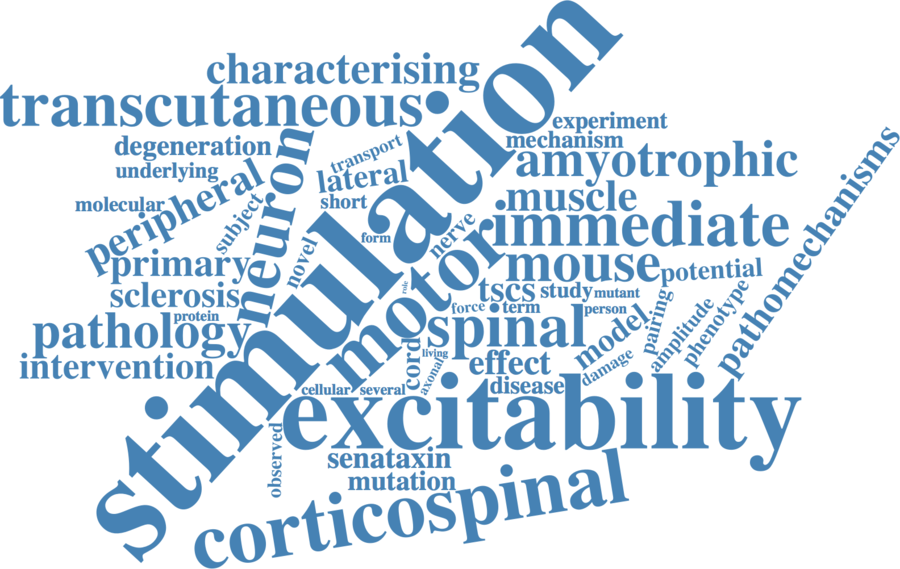 stimulation
characterising
transcutaneous
experiment
mechanism
degeneration
transport
amyotrophic
underlying
lateral
peripheral
neuron
muscle
molecular
short
subject
form
nerve
immediate
pathomechanisms
novel
motor
primary
mouse
potential
sclerosis
role
tscs
study
mutant
protein
force
term
person
pairing
amplitude
phenotype
pathology
spinal
model
intervention
cord
living
axonal
effect
damage
cellular
several
disease
excitability
observed
senataxin
mutation
corticospinal